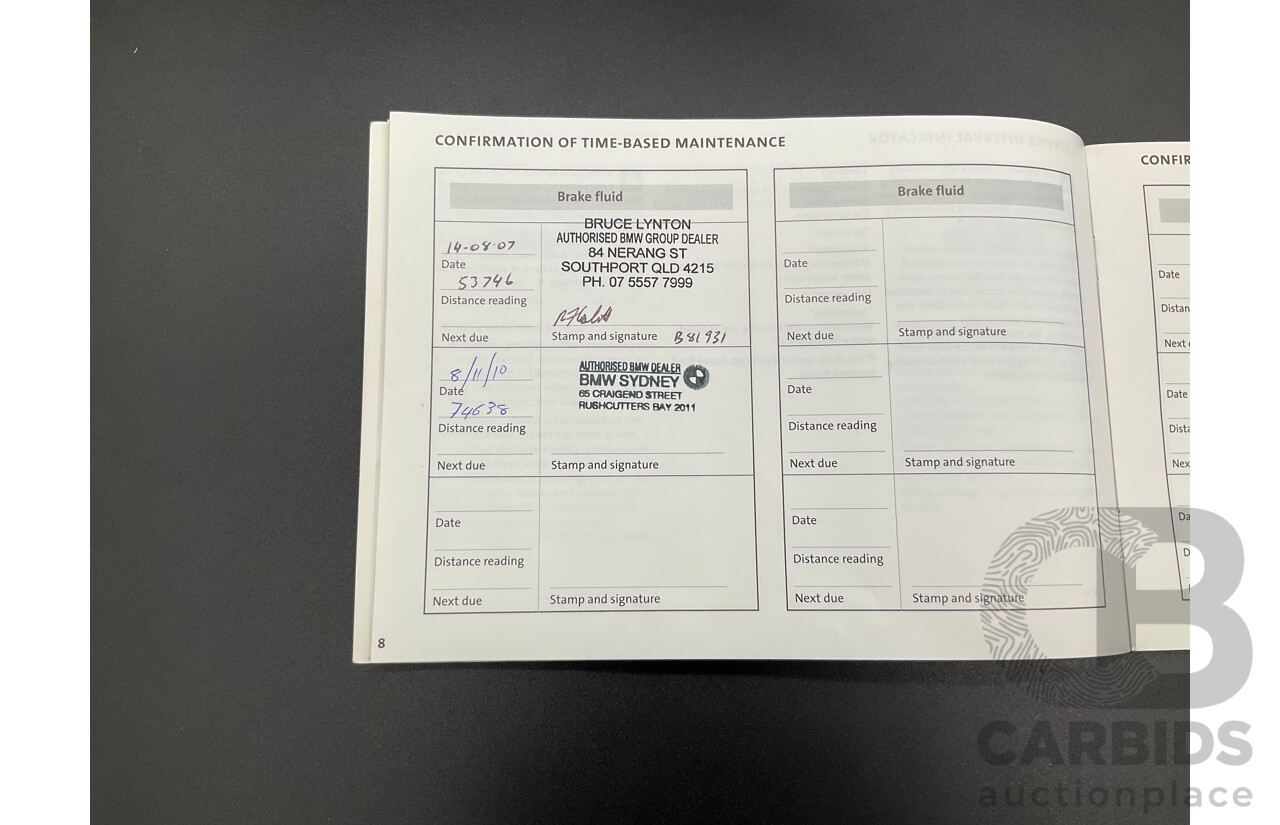 CONFIRMATION OF TIME-BASED MAINTENANCE
Brake fluid
14-08-07
Date
53746
Distance reading
Next due
BRUCE LYNTON
AUTHORISED BMW GROUP DEALER
84 NERANG ST
SOUTHPORT QLD 4215
PH. 07 5557 7999
Stamp and signature B81931
8/11/10
Date
74638
Distance reading
Next due
AUTHORISED BMW DEALER
BMW SYDNEY
65 CRAIGEND STREET
RUSHCUTTERS BAY 2011
Stamp and signature
Date
Distance reading
Next due
Stamp and signature
Brake fluid
Date
Distance reading
Next due
Stamp and signature
Date
Distance reading
Next due
Stamp and signature
Date
Distance reading
Next due
Stamp and signature
8
CONFIR
Date
Distan
Next
Date
Dista
Nex
Da
D
CB
CARBIDS
auctionplace